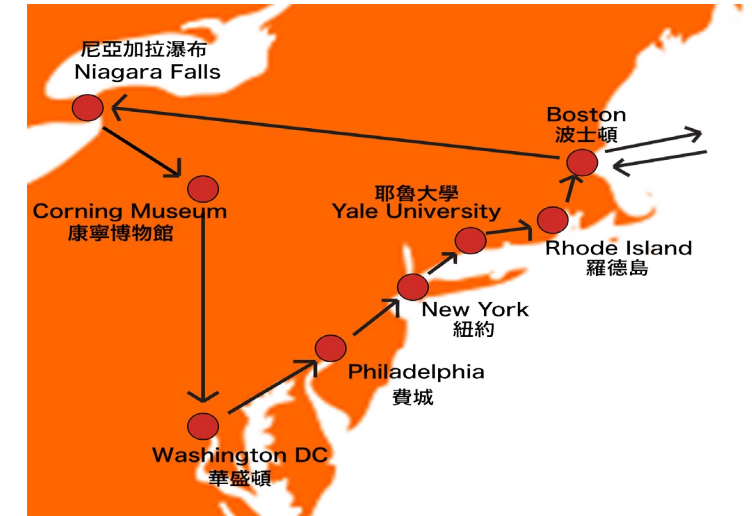 尼亞加拉瀑布
Niagara Falls
Boston
波士頓
耶魯大學
Yale University
Corning Museum
康寧博物館
Rhode Island
羅德島
New York
紐約
Philadelphia
費城
Washington DC
華盛頓